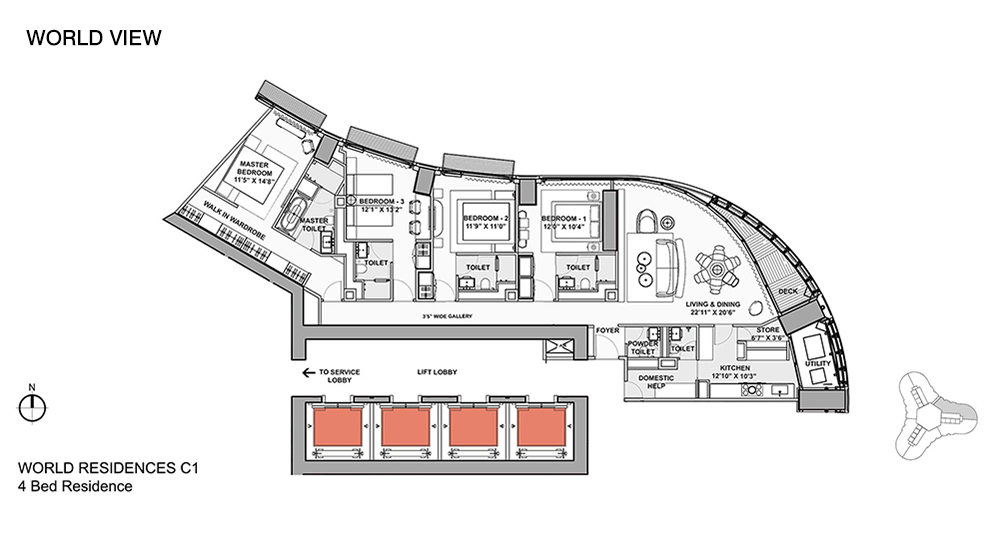 WORLD VIEW
MASTER
BEDROOM
11'5" X 14'8"
WALK IN WARDROBE
MASTER
TOILET
BEDROOM - 3
12'1" X 13'2"
TOILET
BEDROOM - 2
11'9" X 11'0"
TOILET
BEDROOM - 1
12'0" X 10'4"
TOILET
LIVING & DINING
22'11" X 20'6"
DECK
3'5" WIDE GALLERY
FOYER
POWDER
TOILET
TOILET
STORE
6'7" X 3'6"
UTILITY
KITCHEN
12'10" X 10'3"
DOMESTIC
HELP
TO SERVICE
LOBBY
LIFT LOBBY
N
WORLD RESIDENCES C1
4 Bed Residence